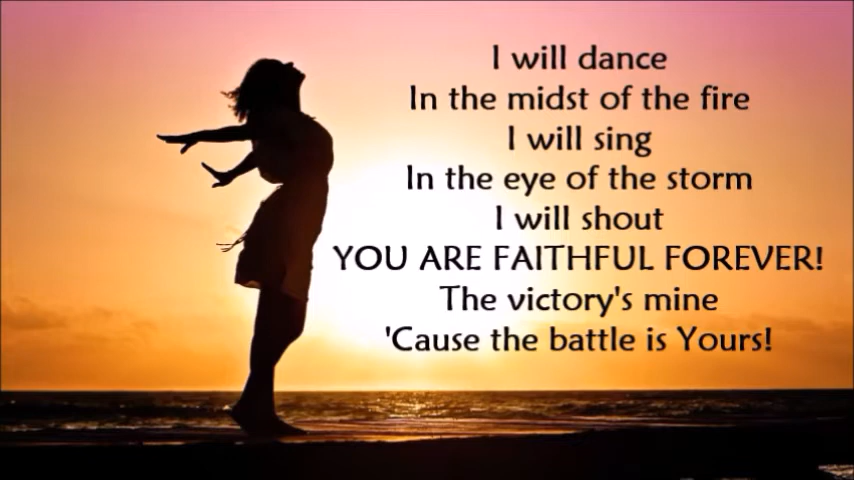 I will dance
In the midst of the fire
I will sing
In the eye of the storm
I will shout
YOU ARE FAITHFUL FOREVER!
The victory's mine
'Cause the battle is Yours!